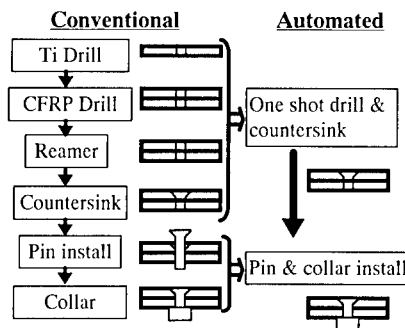 Conventional
Automated
Ti Drill
CFRP Drill
Reamer
Countersink
Pin install
Collar
One shot drill &
countersink
Pin & collar install